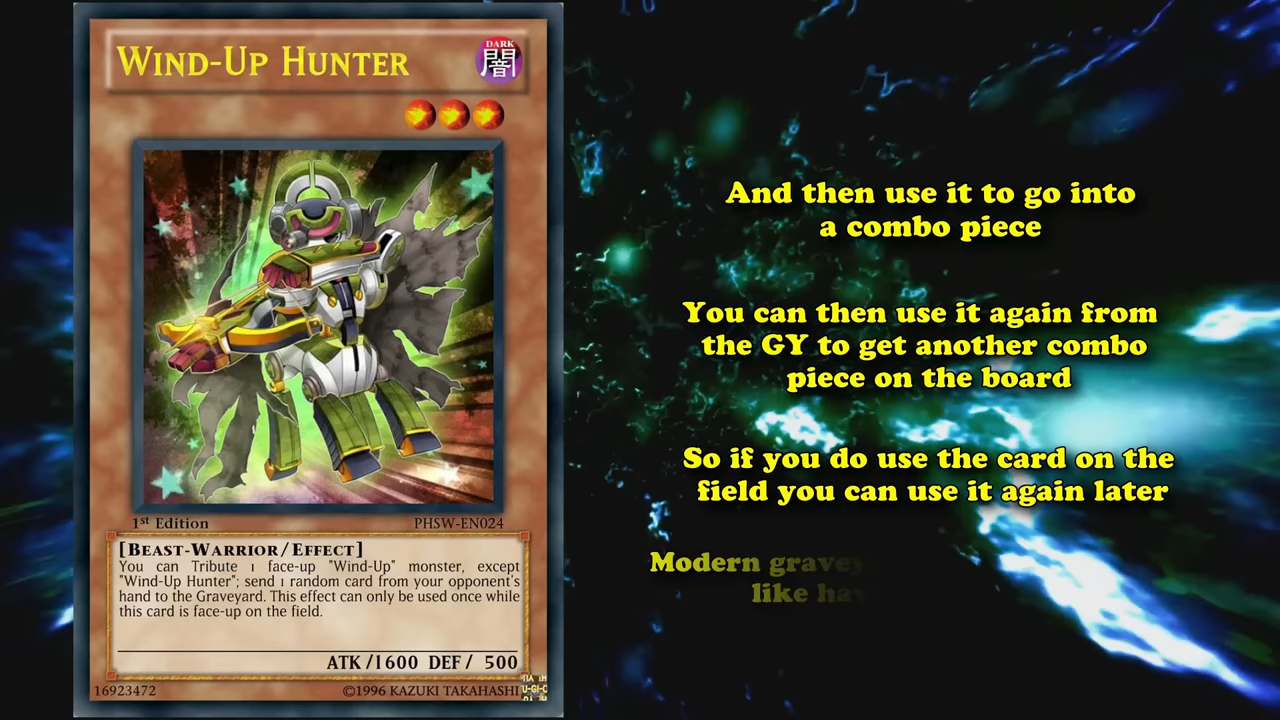 WIND-UP HUNTER
DARK
闇
1st Edition
PHSW-EN024
[BEAST-WARRIOR/EFFECT]
You can Tribute 1 face-up "Wind-Up" monster, except
"Wind-Up Hunter"; send 1 random card from your opponent's
hand to the Graveyard. This effect can only be used once while
this card is face-up on the field.
ATK/1600 DEF/ 500
16923472
©1996 KAZUKI TAKAHASHI
And then use it to go into
a combo piece
You can then use it again from
the GY to get another combo
piece on the board
So if you do use the card on the
field you can use it again later
Modern
like